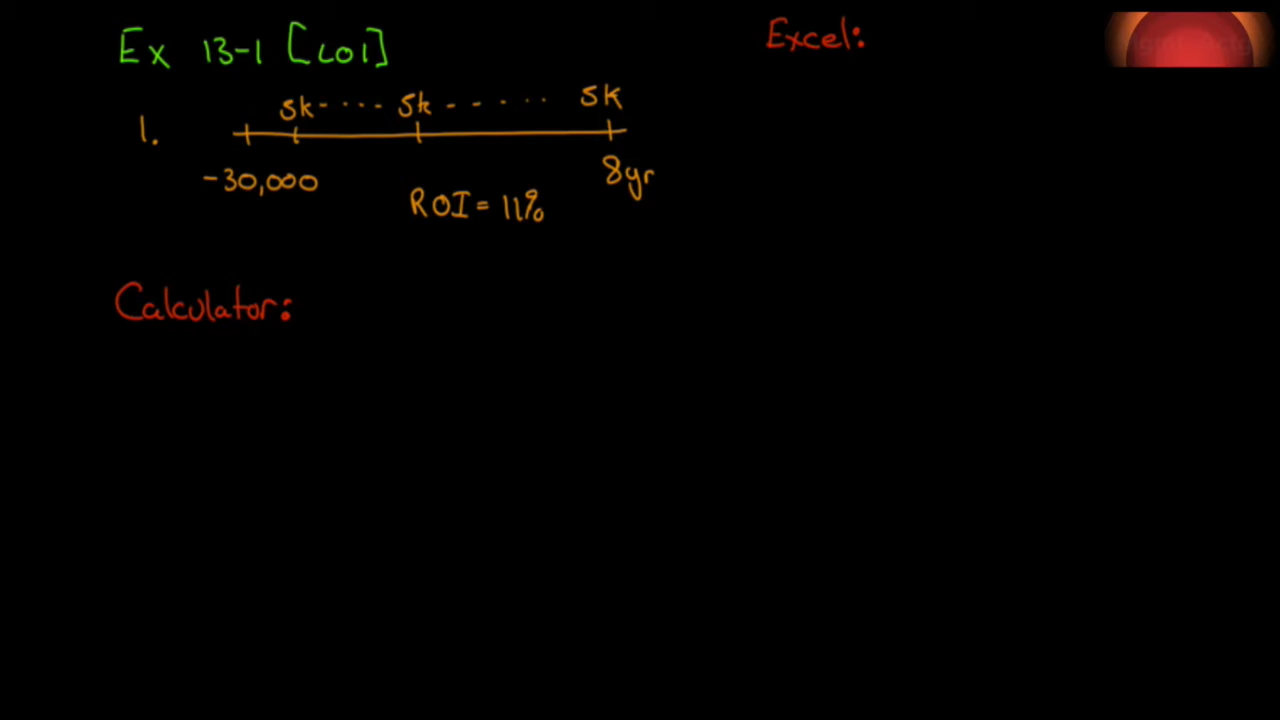 Ex 13-1 [LO1]
1.
5k----- 5k ------ 5K
-30,000
8yr
ROI = 11%
Calculator:
Excel: